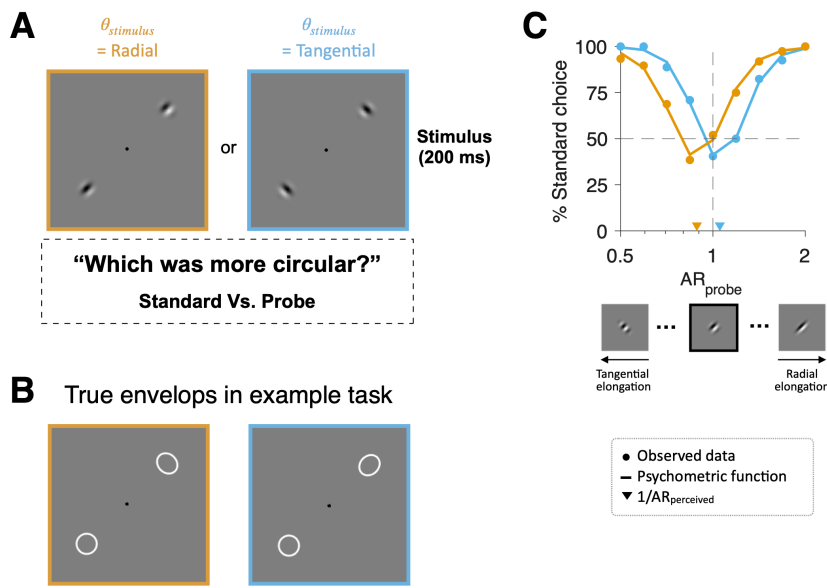 A
θstimulus
= Radial
θstimulus
= Tangential
or
Stimulus
(200 ms)
“Which was more circular?”
Standard Vs. Probe
B
True envelops in example task
C
% Standard choice
100
75
50
25
0
0.5
1
2
ARprobe
...
...
Tangential
elongation
Radial
elongation
Observed data
Psychometric function
1/ARperceived